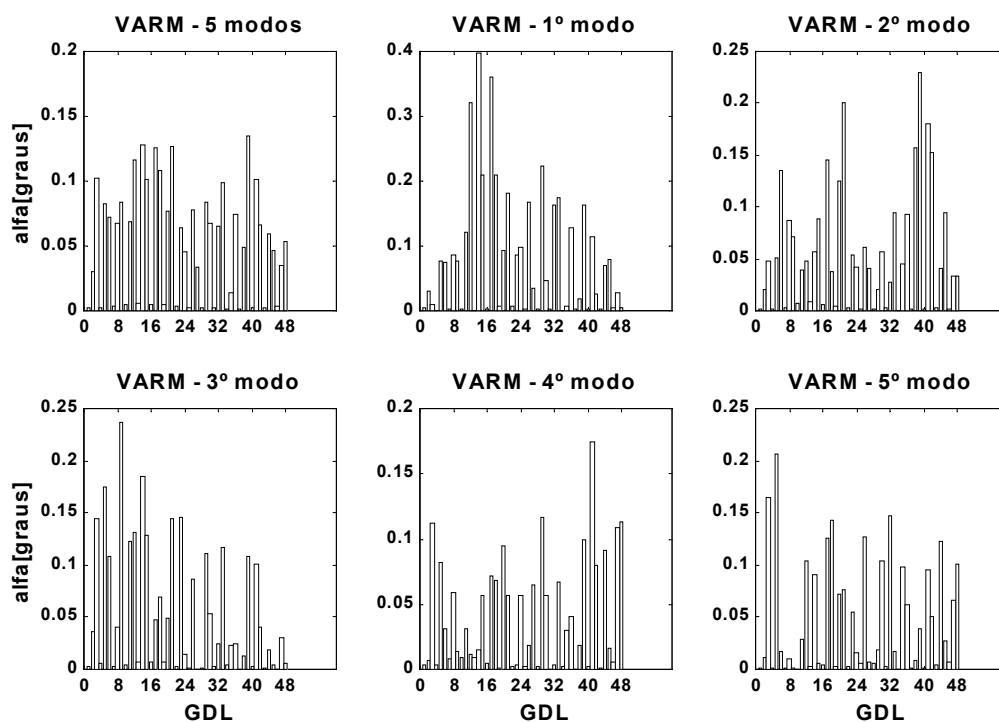 VARM - 5 modos
VARM - 1º modo
VARM - 2º modo
0.2
0.15
0.1
0.05
0
alfa[graus]
0 8 16 24 32 40 48
0.4
0.3
0.2
0.1
0
0 8 16 24 32 40 48
0.25
0.2
0.15
0.1
0.05
0
0 8 16 24 32 40 48
VARM - 3º modo
VARM - 4º modo
VARM - 5º modo
0.25
0.2
0.15
0.1
0.05
0
alfa[graus]
0 8 16 24 32 40 48
GDL
0.2
0.15
0.1
0.05
0
0 8 16 24 32 40 48
GDL
0.25
0.2
0.15
0.1
0.05
0
0 8 16 24 32 40 48
GDL